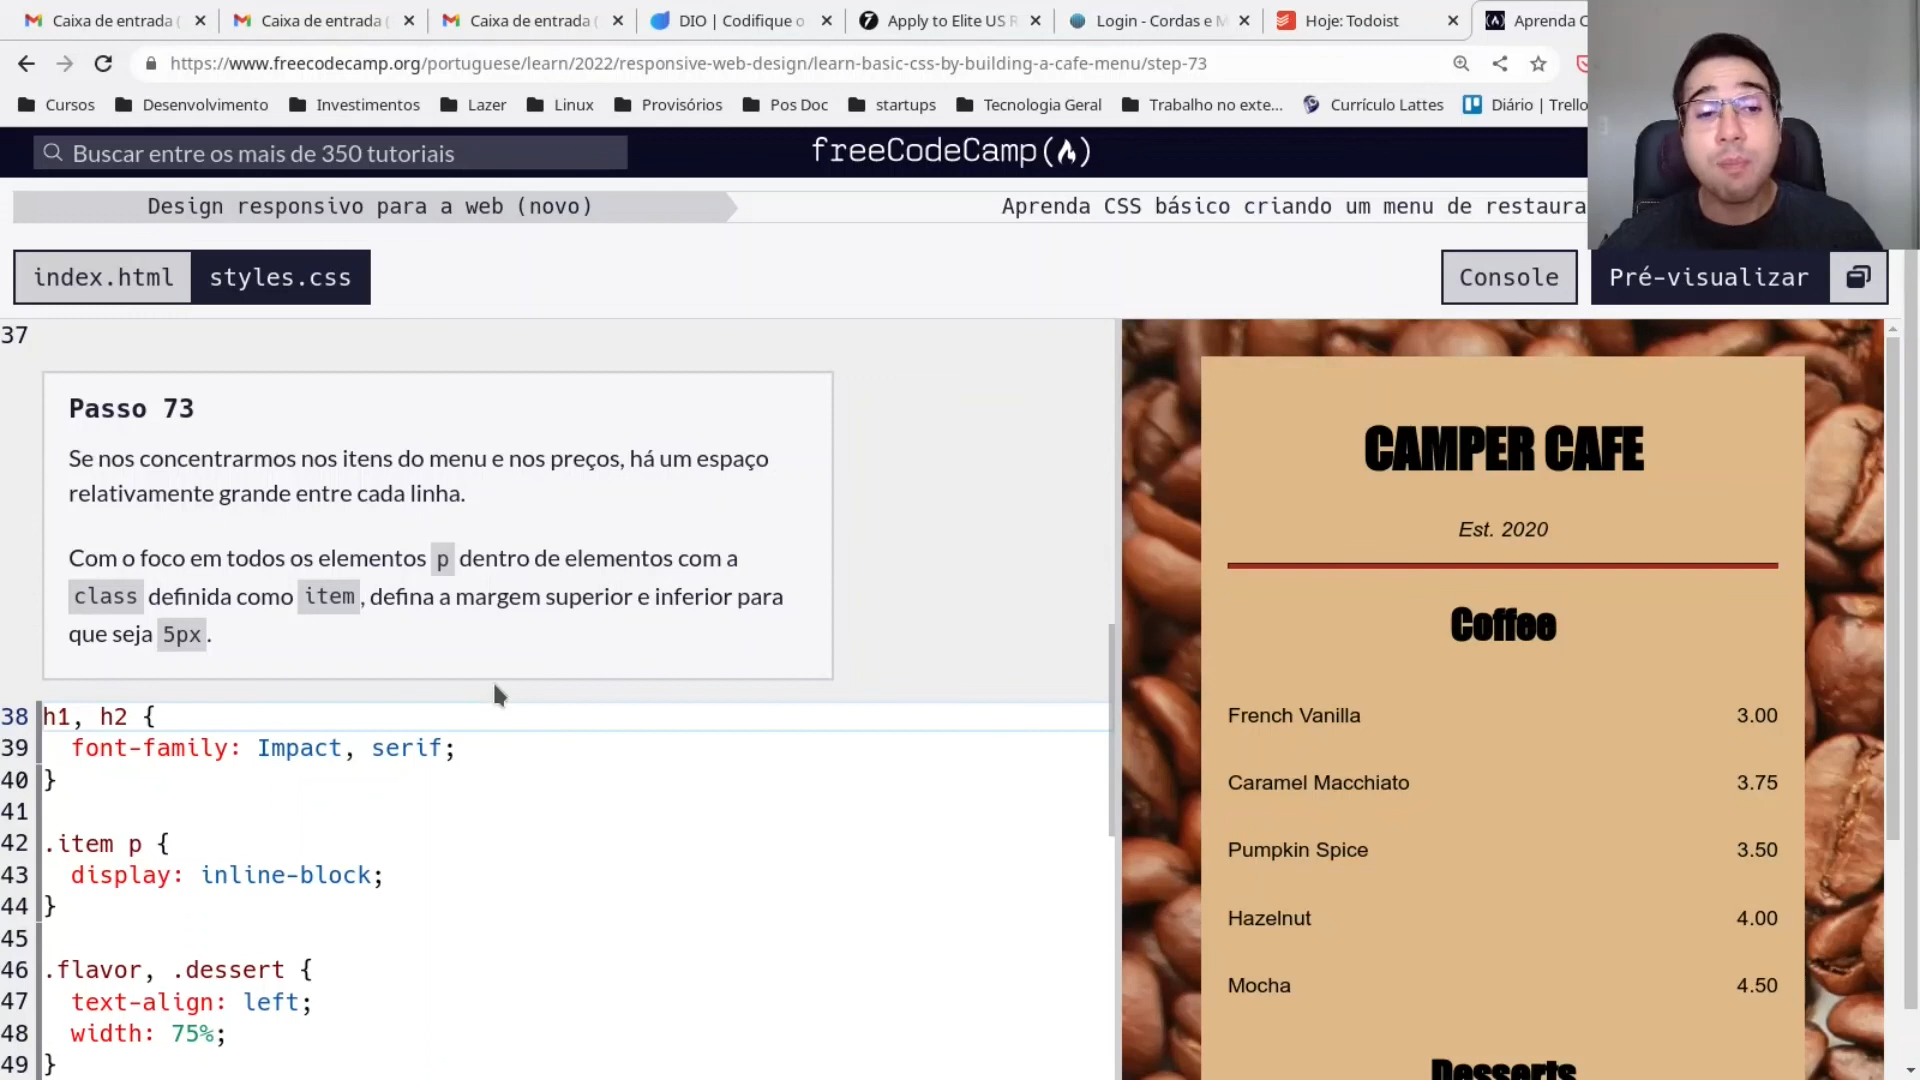 Caixa de entrada (
Caixa de entrada (
Caixa de entrada (
DIO | Codifique o
Apply to Elite US R
Login - Cordas e M
Hoje: Todoist
Aprenda C
https://www.freecodecamp.org/portuguese/learn/2022/responsive-web-design/learn-basic-css-by-building-a-cafe-menu/step-73
Cursos
Desenvolvimento
Investimentos
Lazer
Linux
Provisórios
Pos Doc
startups
Tecnologia Geral
Trabalho no exte...
Currículo Lattes
Diário | Trello
Buscar entre os mais de 350 tutoriais
freeCodeCamp
Design responsivo para a web (novo)
Aprenda CSS básico criando um menu de restaura
index.html
styles.css
Console
Pré-visualizar
37
Passo 73
Se nos concentrarmos nos itens do menu e nos preços, há um espaço
relativamente grande entre cada linha.
Com o foco em todos os elementos p dentro de elementos com a
class definida como item, defina a margem superior e inferior para
que seja 5px.
38 h1, h2 {
39 font-family: Impact, serif;
40 }
41
42 .item p {
43 display: inline-block;
44 }
45
46 .flavor, .dessert {
47 text-align: left;
48 width: 75%;
49 }
CAMPER CAFE
Est. 2020
Coffee
French Vanilla 3.00
Caramel Macchiato 3.75
Pumpkin Spice 3.50
Hazelnut 4.00
Mocha 4.50
Desserts